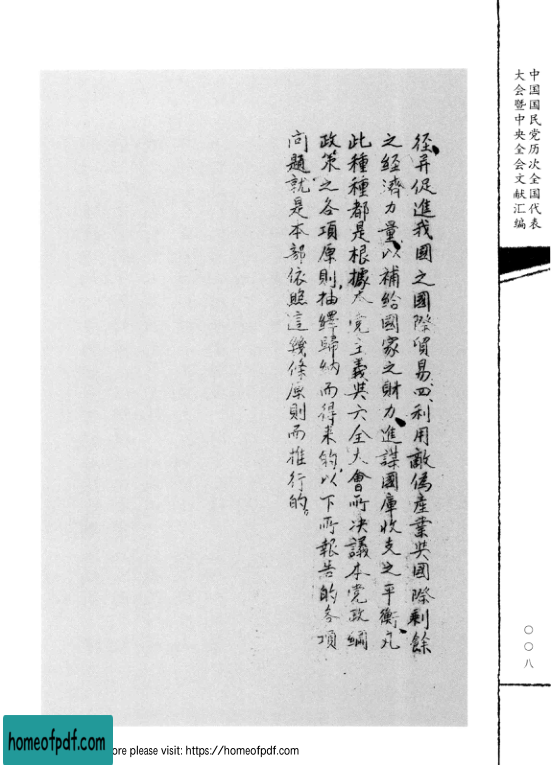 中国国民党历次全国代表
大会暨中央全会文献汇编
徑、并促進我國之國際貿易、四、利用敵偽產業與國際剩餘
之經濟力量、以補給國家之財力、進謀國庫收支之平衡、凡
此種種都是根據本党主義與六全大會所決議本党政綱
政策之各項原則、抽繹歸納而得来的、以下所報告的各項
问題就是本部依照這幾條原則而推行的。
〇〇八
homeofpdf.com
ore please visit: https://homeofpdf.com